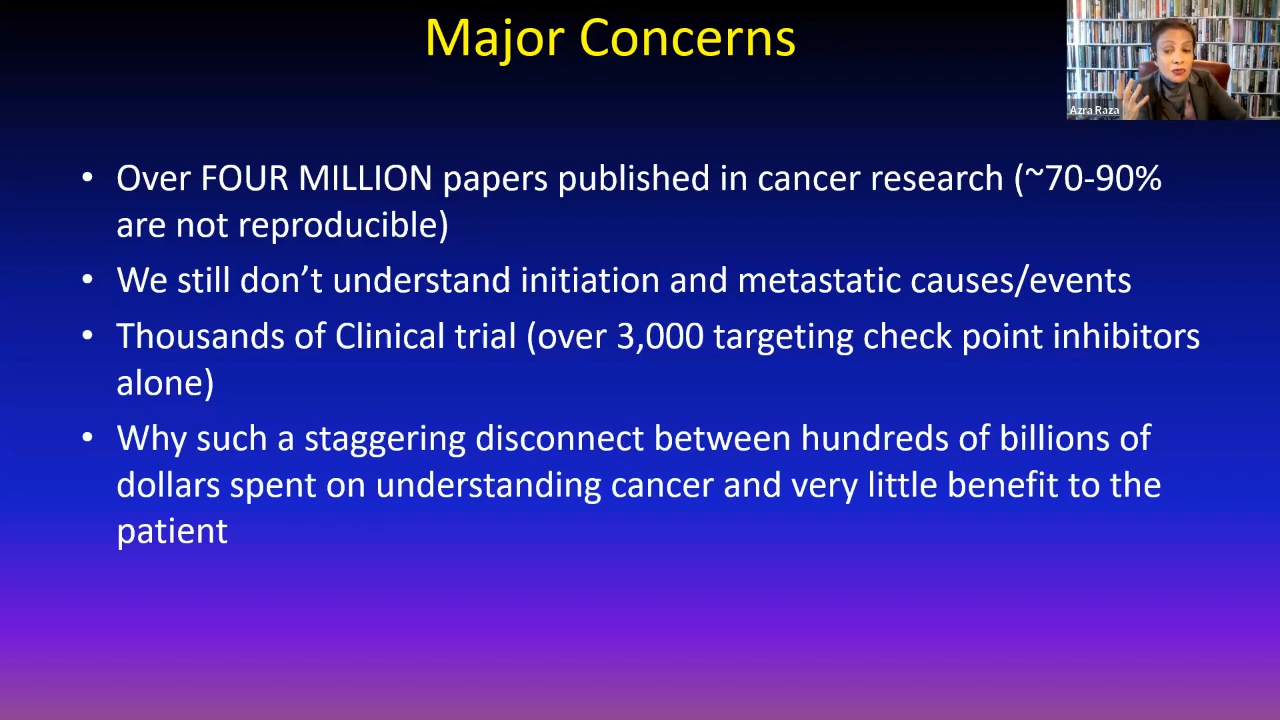 Major Concerns
Azra Raza
• Over FOUR MILLION papers published in cancer research (~70-90%
are not reproducible)
• We still don’t understand initiation and metastatic causes/events
• Thousands of Clinical trial (over 3,000 targeting check point inhibitors
alone)
• Why such a staggering disconnect between hundreds of billions of
dollars spent on understanding cancer and very little benefit to the
patient